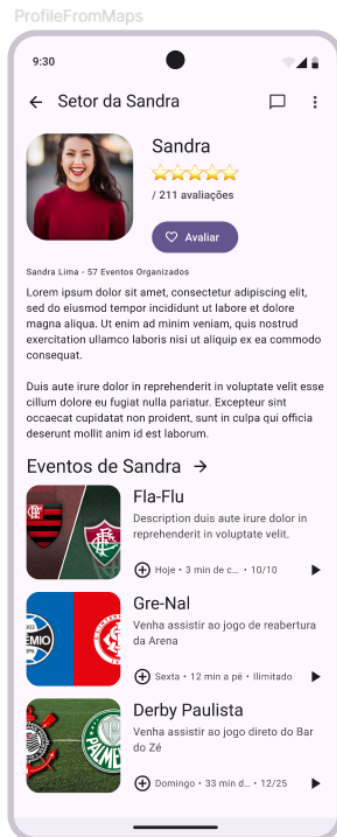 ProfileFromMaps
9:30
Setor da Sandra
Sandra
/ 211 avaliações
Avaliar
Sandra Lima - 57 Eventos Organizados
Lorem ipsum dolor sit amet, consectetur adipiscing elit,
sed do eiusmod tempor incididunt ut labore et dolore
magna aliqua. Ut enim ad minim veniam, quis nostrud
exercitation ullamco laboris nisi ut aliquip ex ea commodo
consequat.
Duis aute irure dolor in reprehenderit in voluptate velit esse
cillum dolore eu fugiat nulla pariatur. Excepteur sint
occaecat cupidatat non proident, sunt in culpa qui officia
deserunt mollit anim id est laborum.
Eventos de Sandra →
Fla-Flu
Description duis aute irure dolor in
reprehenderit in voluptate velit.
Hoje • 3 min de c... • 10/10
Gre-Nal
Venha assistir ao jogo de reabertura
da Arena
Sexta • 12 min a pé • Ilimitado
Derby Paulista
Venha assistir ao jogo direto do Bar
do Zé
Domingo • 33 min d... • 12/25
ÊMIO
PALMEIRAS